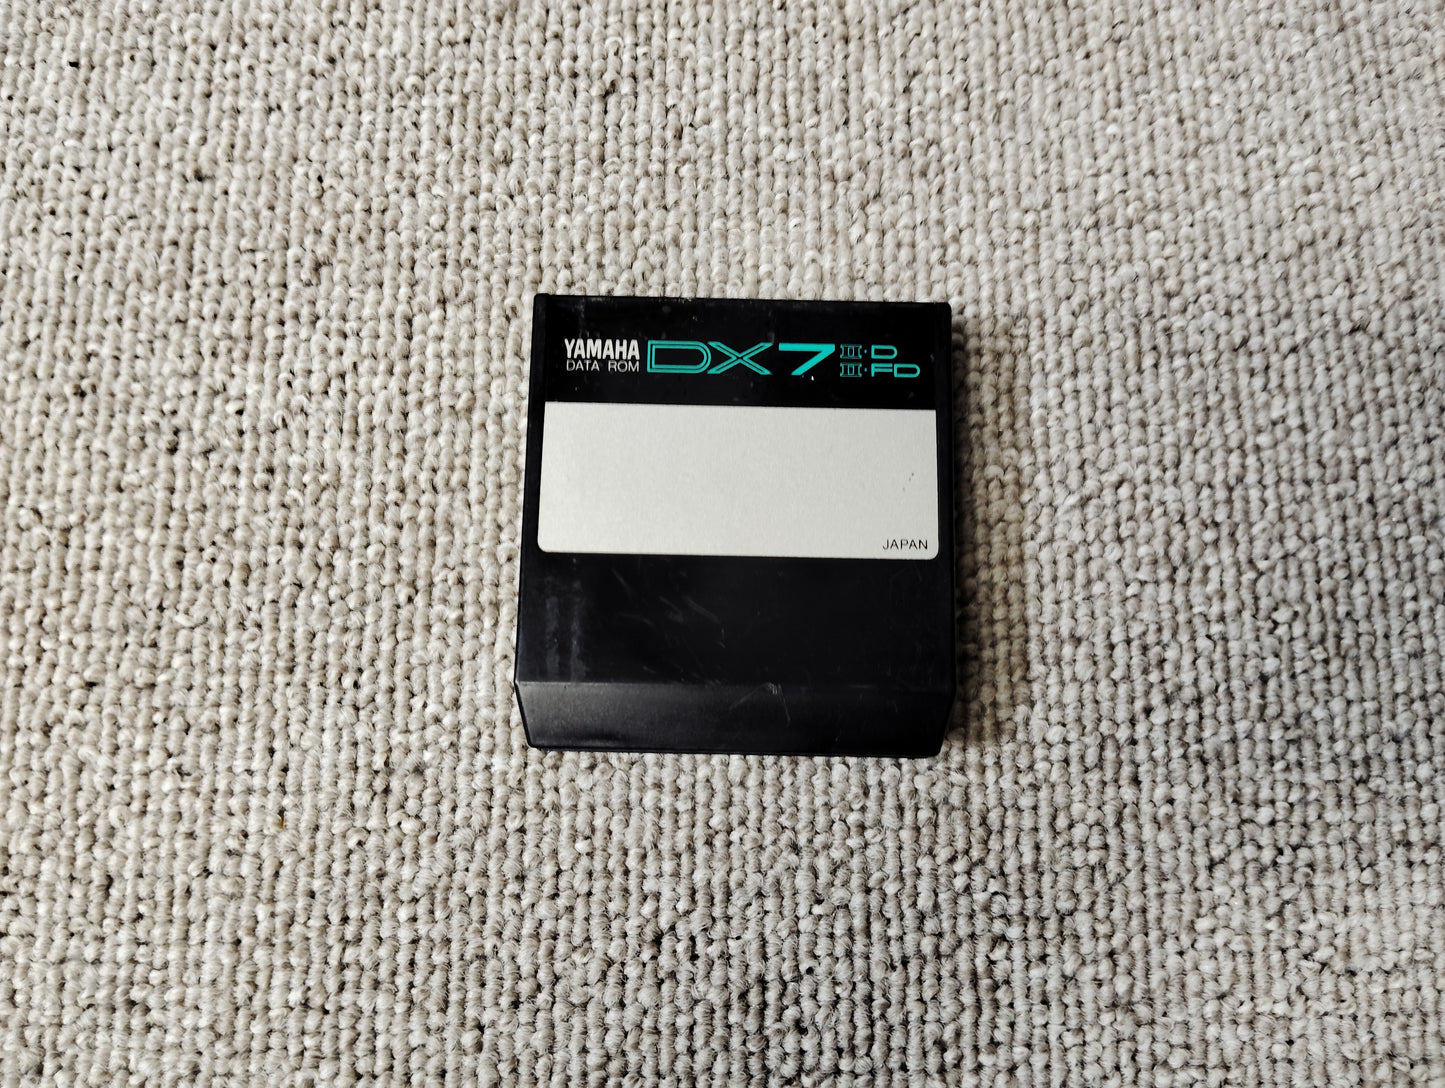 YAMAHA DX7 II·D
DATA ROM II·FD
JAPAN